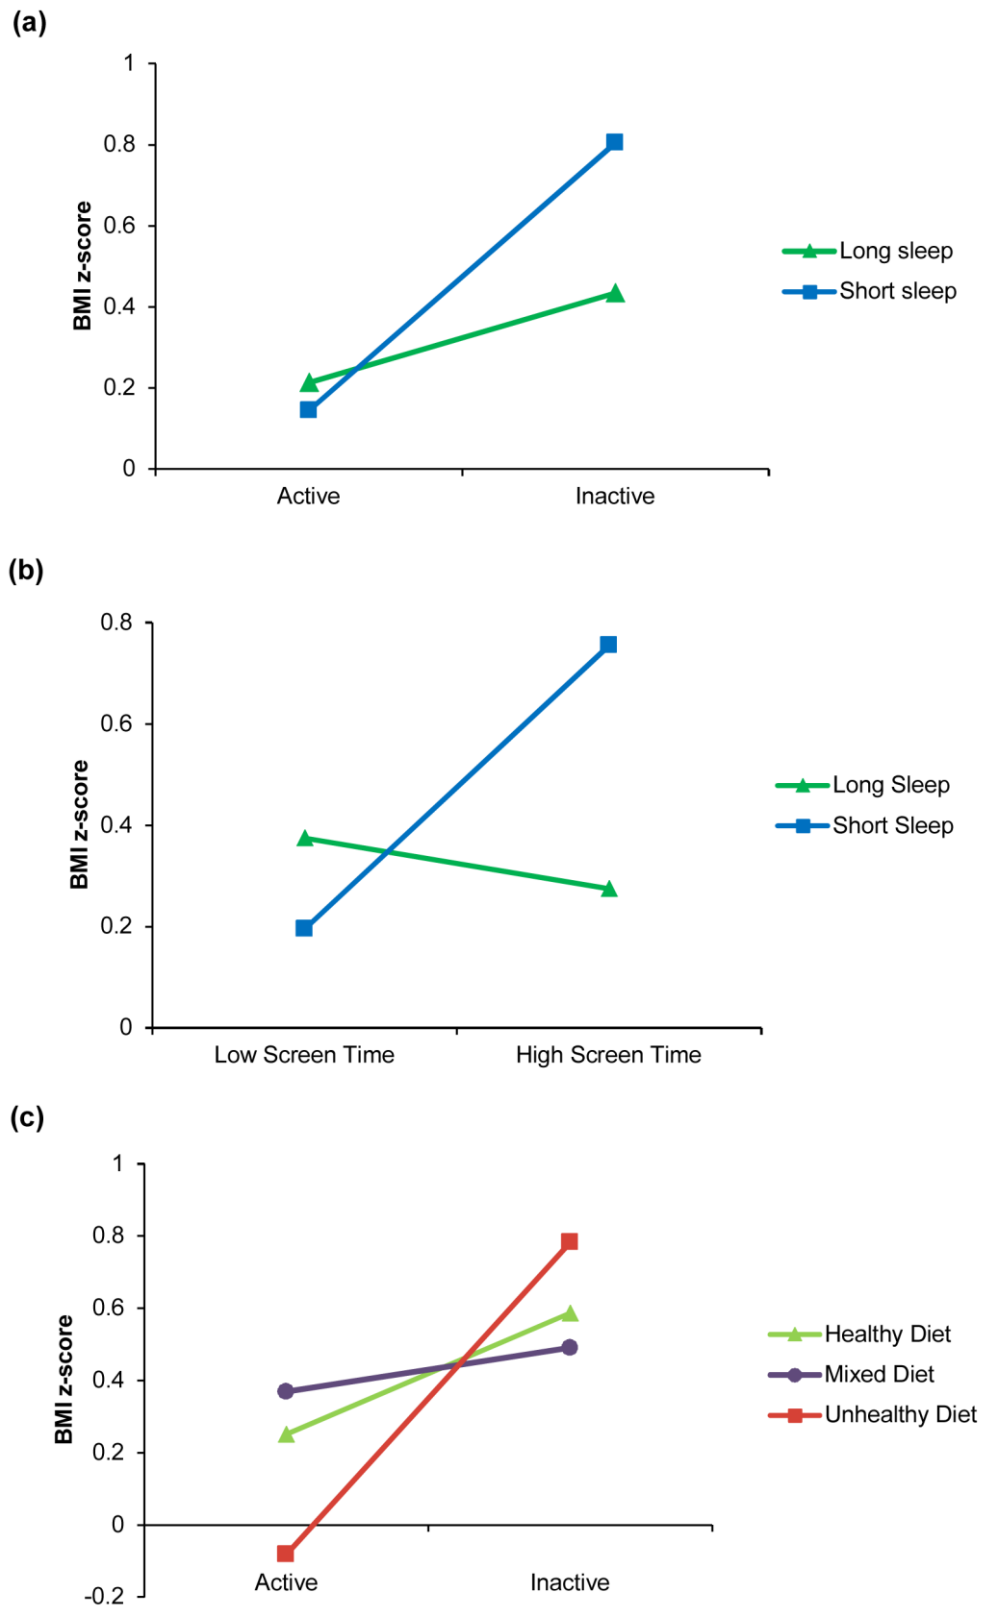 (a)
1
0.8
0.6
0.4
0.2
0
BMI z-score
Active Inactive
Long sleep
Short sleep
(b)
0.8
0.6
0.4
0.2
0
BMI z-score
Low Screen Time High Screen Time
Long Sleep
Short Sleep
(c)
1
0.8
0.6
0.4
0.2
0
-0.2
BMI z-score
Active Inactive
Healthy Diet
Mixed Diet
Unhealthy Diet